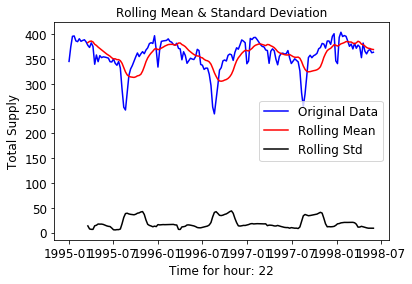 Rolling Mean & Standard Deviation
Total Supply
400
350
300
250
200
150
100
50
0
Original Data
Rolling Mean
Rolling Std
1995-01 1995-07 1996-01 1996-07 1997-01 1997-07 1998-01 1998-07
Time for hour: 22